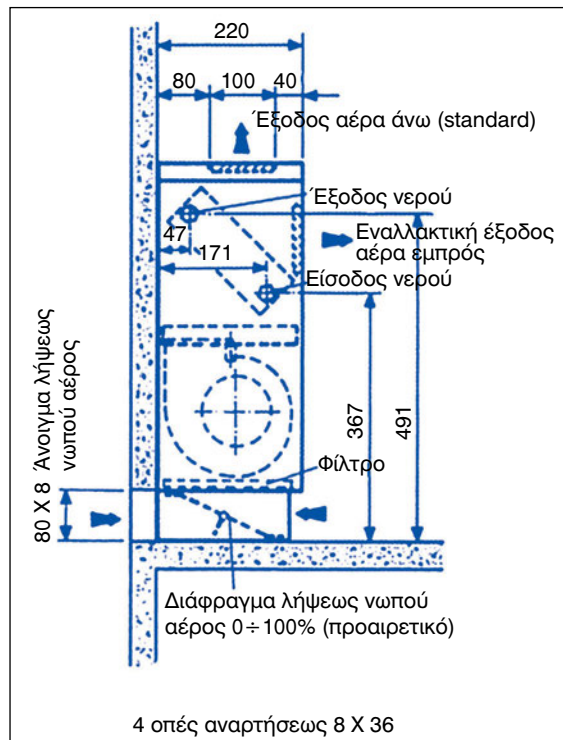 220
80 100 40
Έξοδος αέρα άνω (standard)
Έξοδος νερού
47
Εναλλακτική έξοδος
αέρα εμπρός
171
Είσοδος νερού
367
491
Φίλτρο
80 X 8 Άνοιγμα λήψεως
νωπού αέρος
Διάφραγμα λήψεως νωπού
αέρος 0÷100% (προαιρετικό)
4 οπές αναρτήσεως 8 X 36